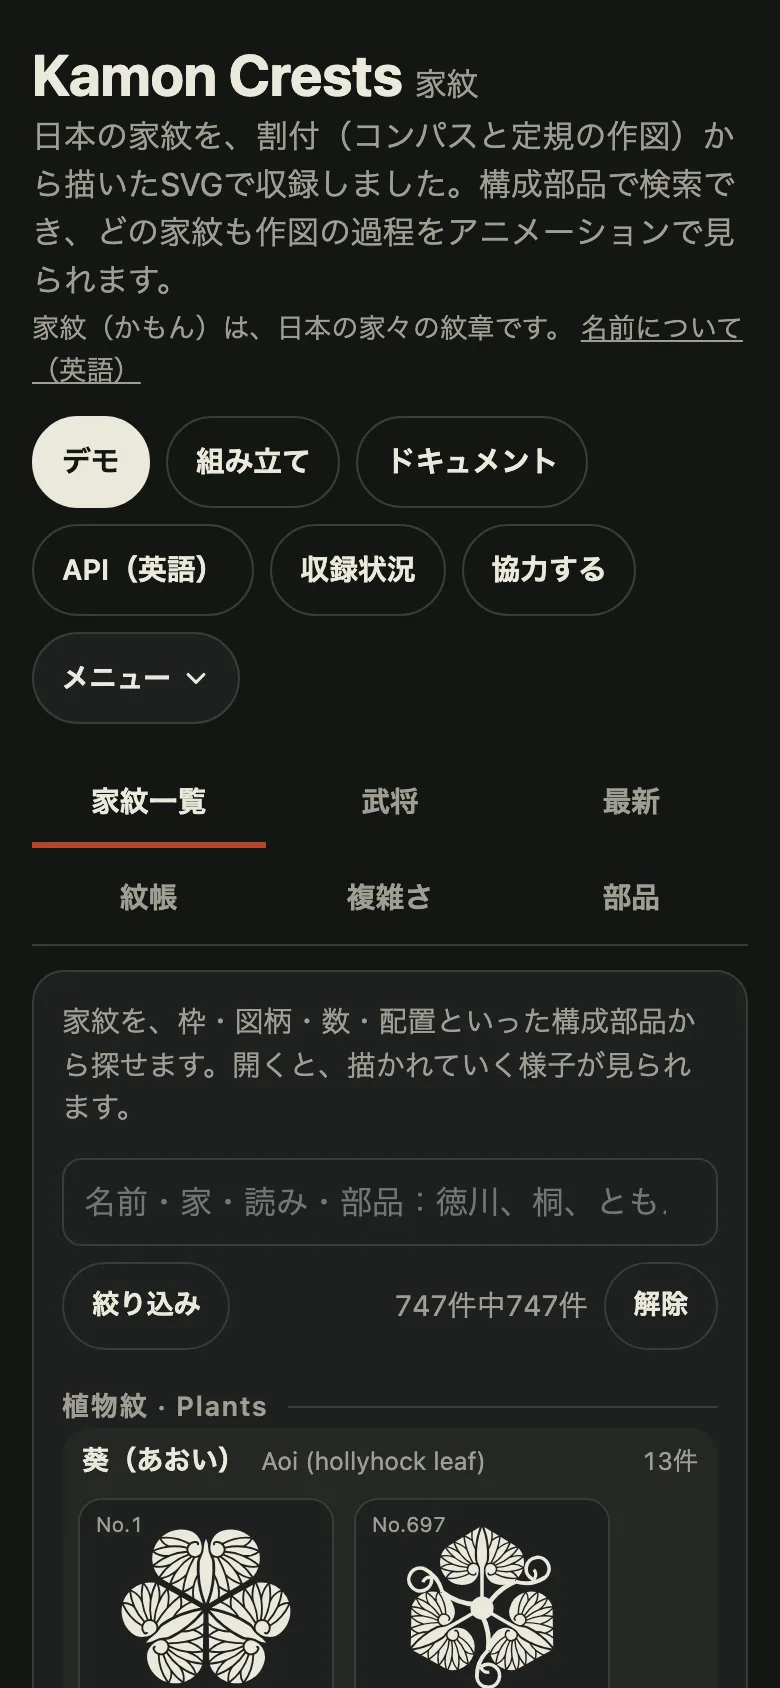 Kamon Crests 家紋
日本の家紋を、割付（コンパスと定規の作図）か
ら描いたSVGで収録しました。構成部品で検索で
き、どの家紋も作図の過程をアニメーションで見
られます。
家紋（かもん）は、日本の家々の紋章です。 名前について
（英語）
デモ 組み立て ドキュメント
API（英語） 収録状況 協力する
メニュー
家紋一覧 武将 最新
紋帳 複雑さ 部品
家紋を、枠・図柄・数・配置といった構成部品か
ら探せます。開くと、描かれていく様子が見られ
ます。
名前・家・読み・部品：徳川、桐、とも
絞り込み 747件中747件 解除
植物紋 · Plants
葵（あおい） Aoi (hollyhock leaf) 13件
No.1 No.697